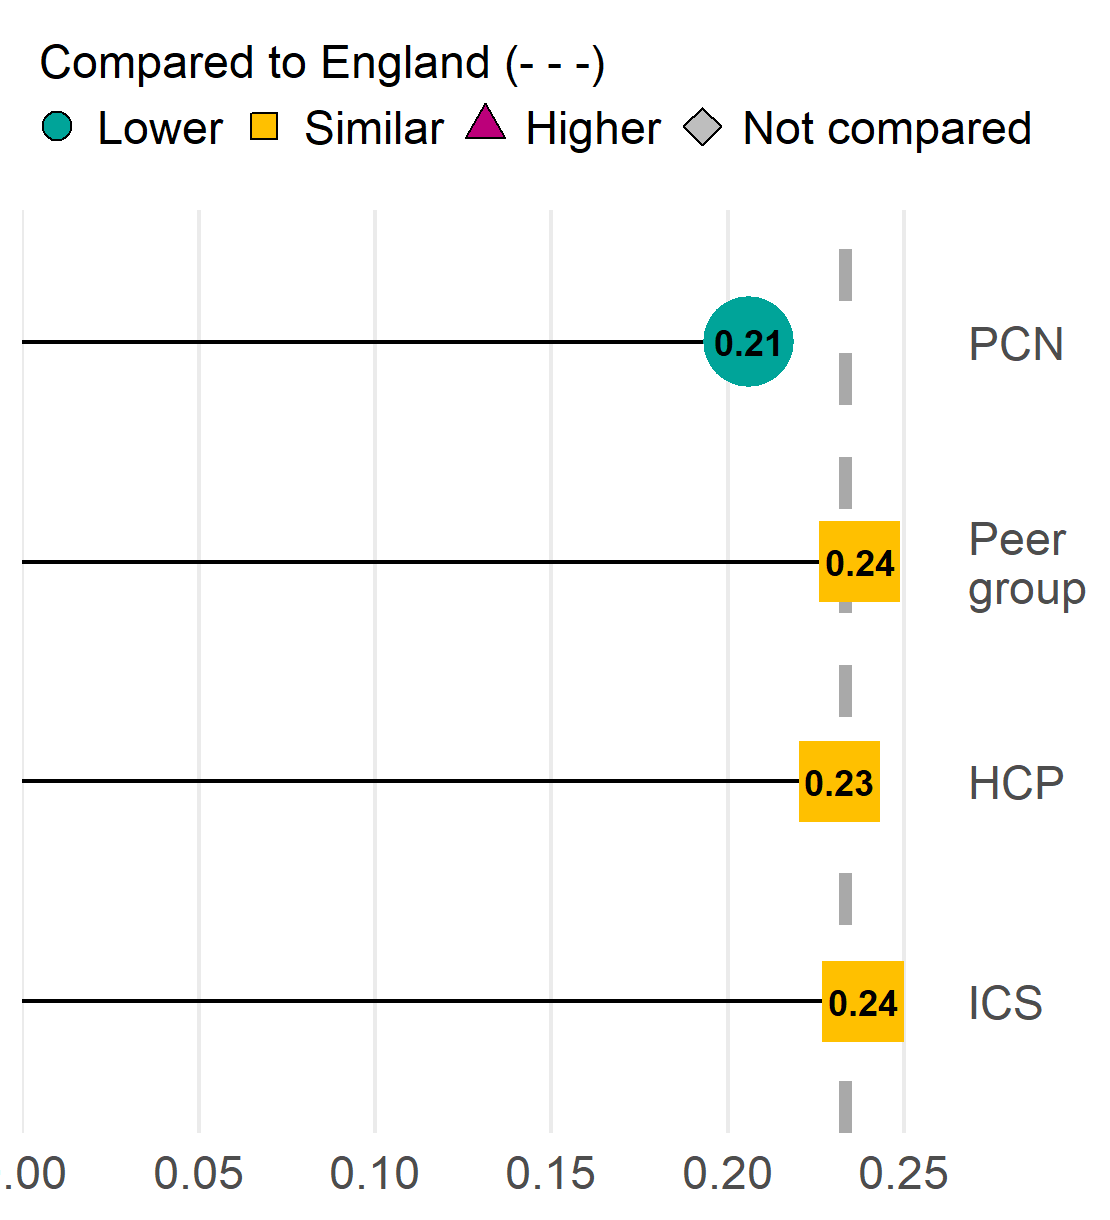 Compared to England (- - -)
Lower Similar Higher Not compared
0.21 PCN
Peer
0.24
group
0.23 HCP
0.24 ICS
.00 0.05 0.10 0.15 0.20 0.25